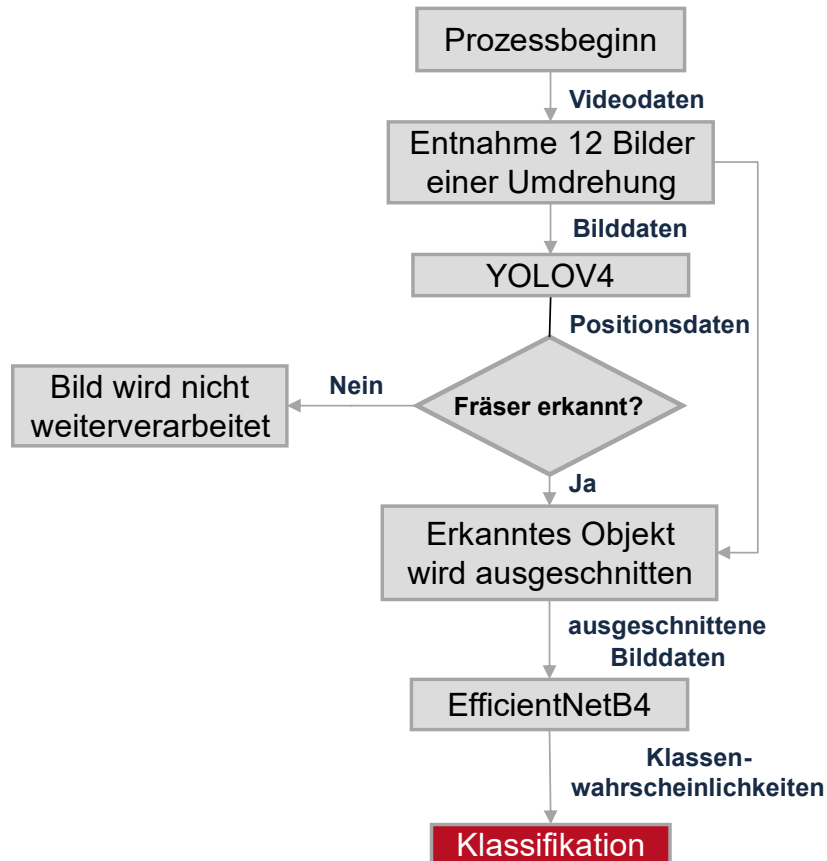 Prozessbeginn
Videodaten
Entnahme 12 Bilder
einer Umdrehung
Bilddaten
YOLOV4
Positionsdaten
Bild wird nicht
weiterverarbeitet
Nein
Fräser erkannt?
Ja
Erkanntes Objekt
wird ausgeschnitten
ausgeschnittene
Bilddaten
EfficientNetB4
Klassen-
wahrscheinlichkeiten
Klassifikation